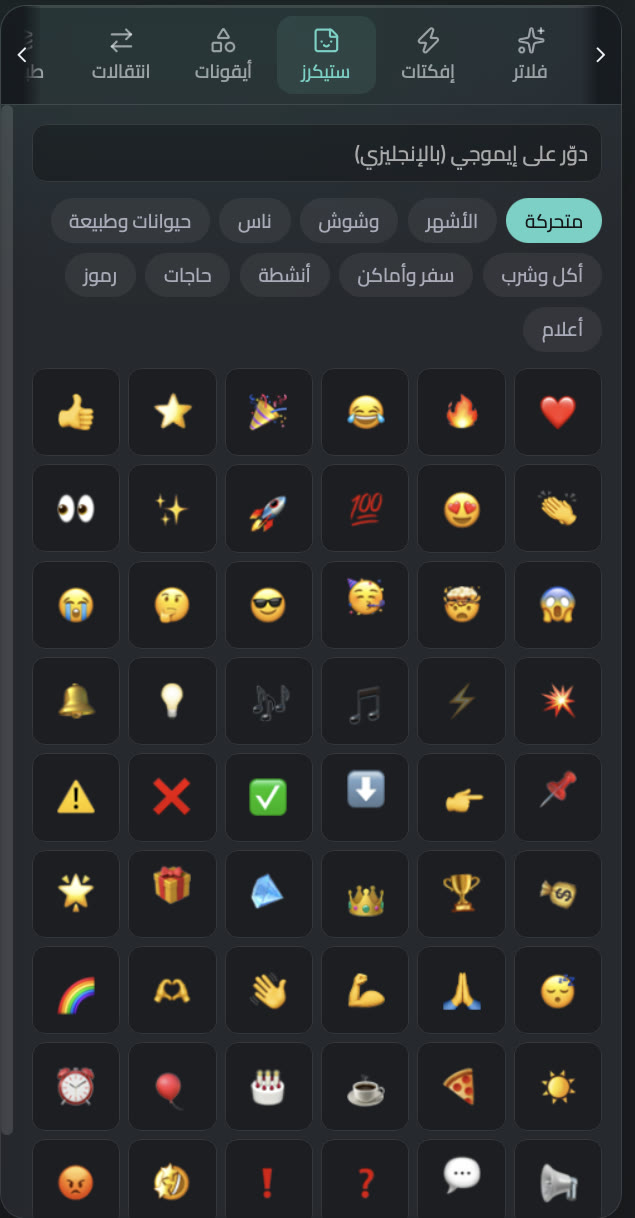 فلاتر إفكتات ستيكرز أيقونات انتقالات
دوّر على إيموجي (بالإنجليزي)
متحركة الأشهر وشوش ناس حيوانات وطبيعة
أكل وشرب سفر وأماكن أنشطة حاجات رموز
أعلام
100